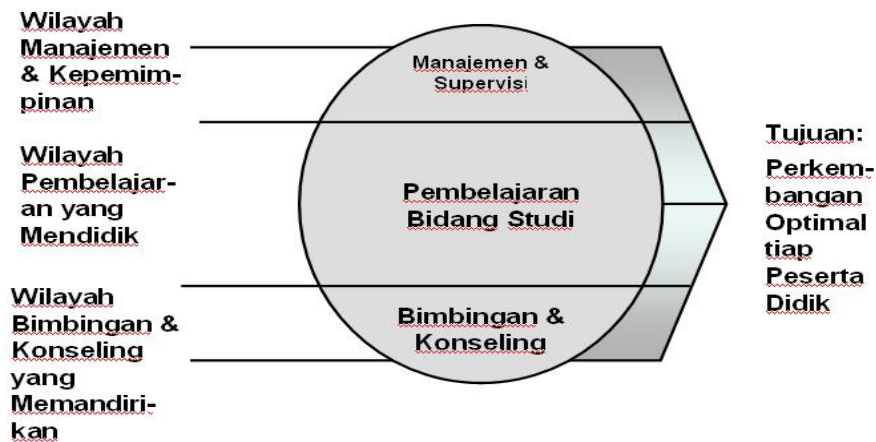 Wilayah
Manajemen
& Kepemim-
pinan
Wilayah
Pembelajar-
an yang
Mendidik
Wilayah
Bimbingan &
Konseling
yang
Memandiri-
kan
Manajemen &
Supervisi
Pembelajaran
Bidang Studi
Bimbingan &
Konseling
Tujuan:
Perkem-
bangan
Optimal
tiap
Peserta
Didik